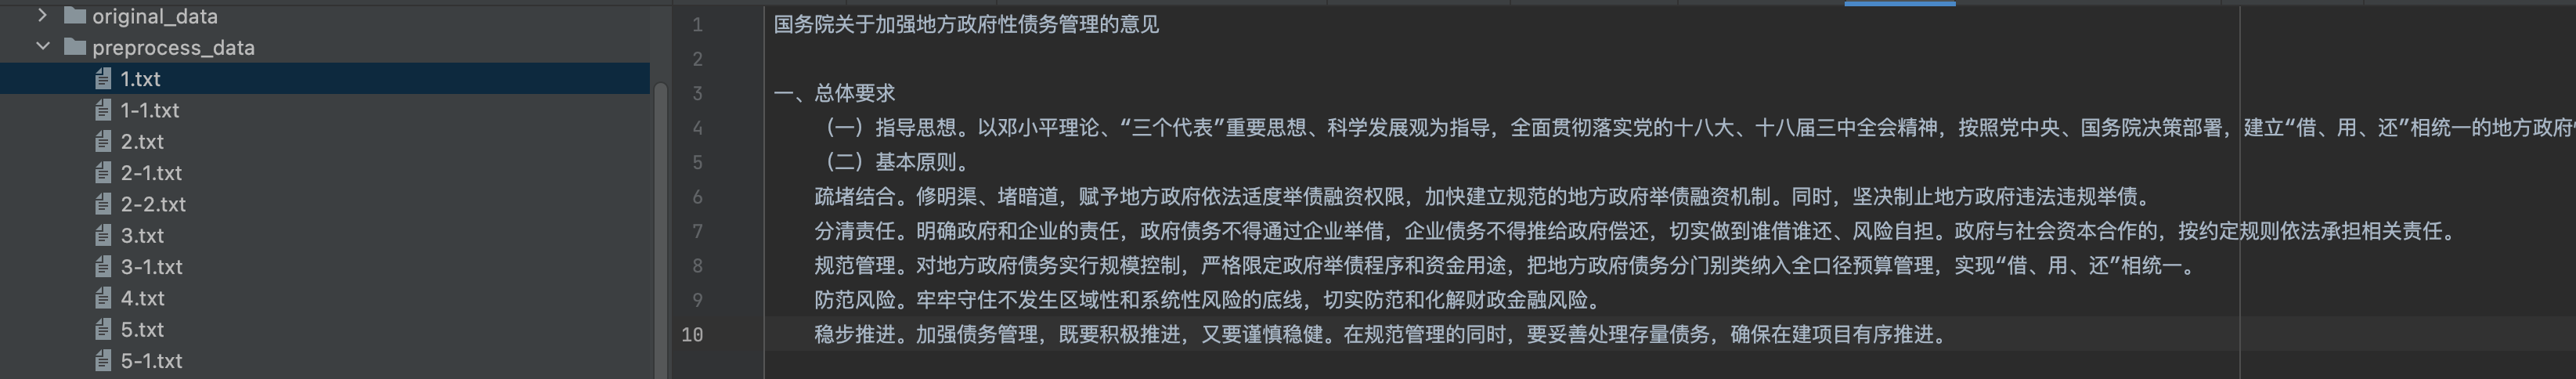 original_data
preprocess_data
1.txt
1-1.txt
2.txt
2-1.txt
2-2.txt
3.txt
3-1.txt
4.txt
5.txt
5-1.txt
1 国务院关于加强地方政府性债务管理的意见
2
3 一、总体要求
4 （一）指导思想。以邓小平理论、“三个代表”重要思想、科学发展观为指导，全面贯彻落实党的十八大、十八届三中全会精神，按照党中央、国务院决策部署，建立“借、用、还”相统一的地方政府
5 （二）基本原则。
6 疏堵结合。修明渠、堵暗道，赋予地方政府依法适度举债融资权限，加快建立规范的地方政府举债融资机制。同时，坚决制止地方政府违法违规举债。
7 分清责任。明确政府和企业的责任，政府债务不得通过企业举借，企业债务不得推给政府偿还，切实做到谁借谁还、风险自担。政府与社会资本合作的，按约定规则依法承担相关责任。
8 规范管理。对地方政府债务实行规模控制，严格限定政府举债程序和资金用途，把地方政府债务分门别类纳入全口径预算管理，实现“借、用、还”相统一。
9 防范风险。牢牢守住不发生区域性和系统性风险的底线，切实防范和化解财政金融风险。
10 稳步推进。加强债务管理，既要积极推进，又要谨慎稳健。在规范管理的同时，要妥善处理存量债务，确保在建项目有序推进。